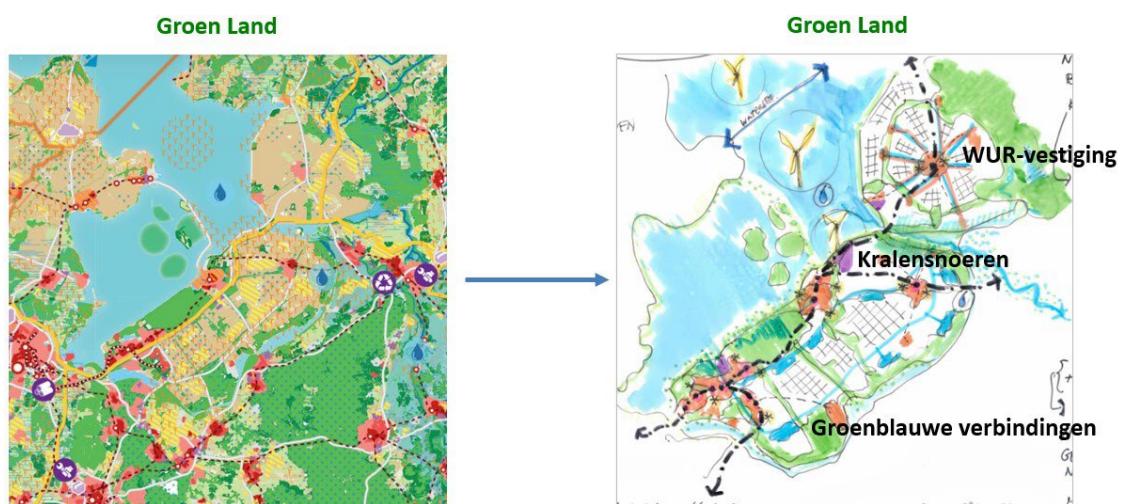 Groen Land
Groen Land
WUR-vestiging
Kralensnoeren
Groenblauwe verbindingen